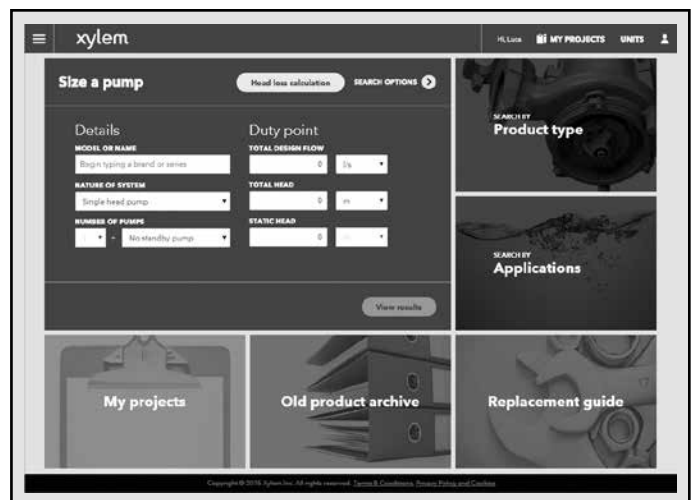 xylem
Hi, Luca MY PROJECTS UNITS
Size a pump
Head loss calculation
SEARCH OPTIONS
Details
MODEL OR NAME
Begin typing a brand or series
NATURE OF SYSTEM
Single head pump
NUMBER OF PUMPS
No standby pump
Duty point
TOTAL DESIGN FLOW
0 l/s
TOTAL HEAD
0 m
STATIC HEAD
0 m
View results
SEARCH BY
Product type
SEARCH BY
Applications
My projects
Old product archive
Replacement guide
Copyright © 2016 Xylem Inc. All rights reserved. Terms & Conditions, Privacy Policy and Cookies